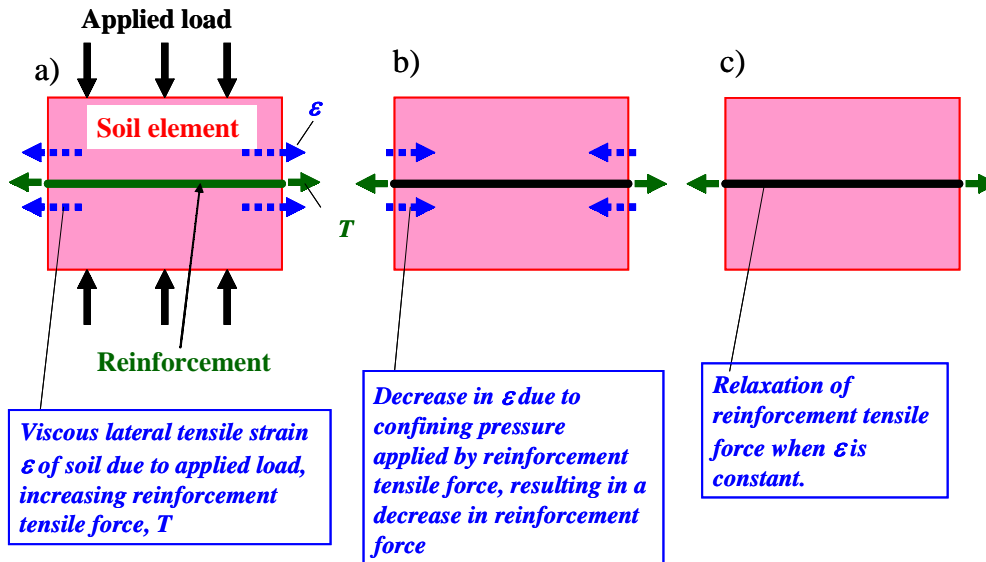 Applied load
a)
Soil element
ε
T
Reinforcement
Viscous lateral tensile strain
ε of soil due to applied load,
increasing reinforcement
tensile force, T
b)
Decrease in ε due to
confining pressure
applied by reinforcement
tensile force, resulting in a
decrease in reinforcement
force
c)
Relaxation of
reinforcement tensile
force when ε is
constant.